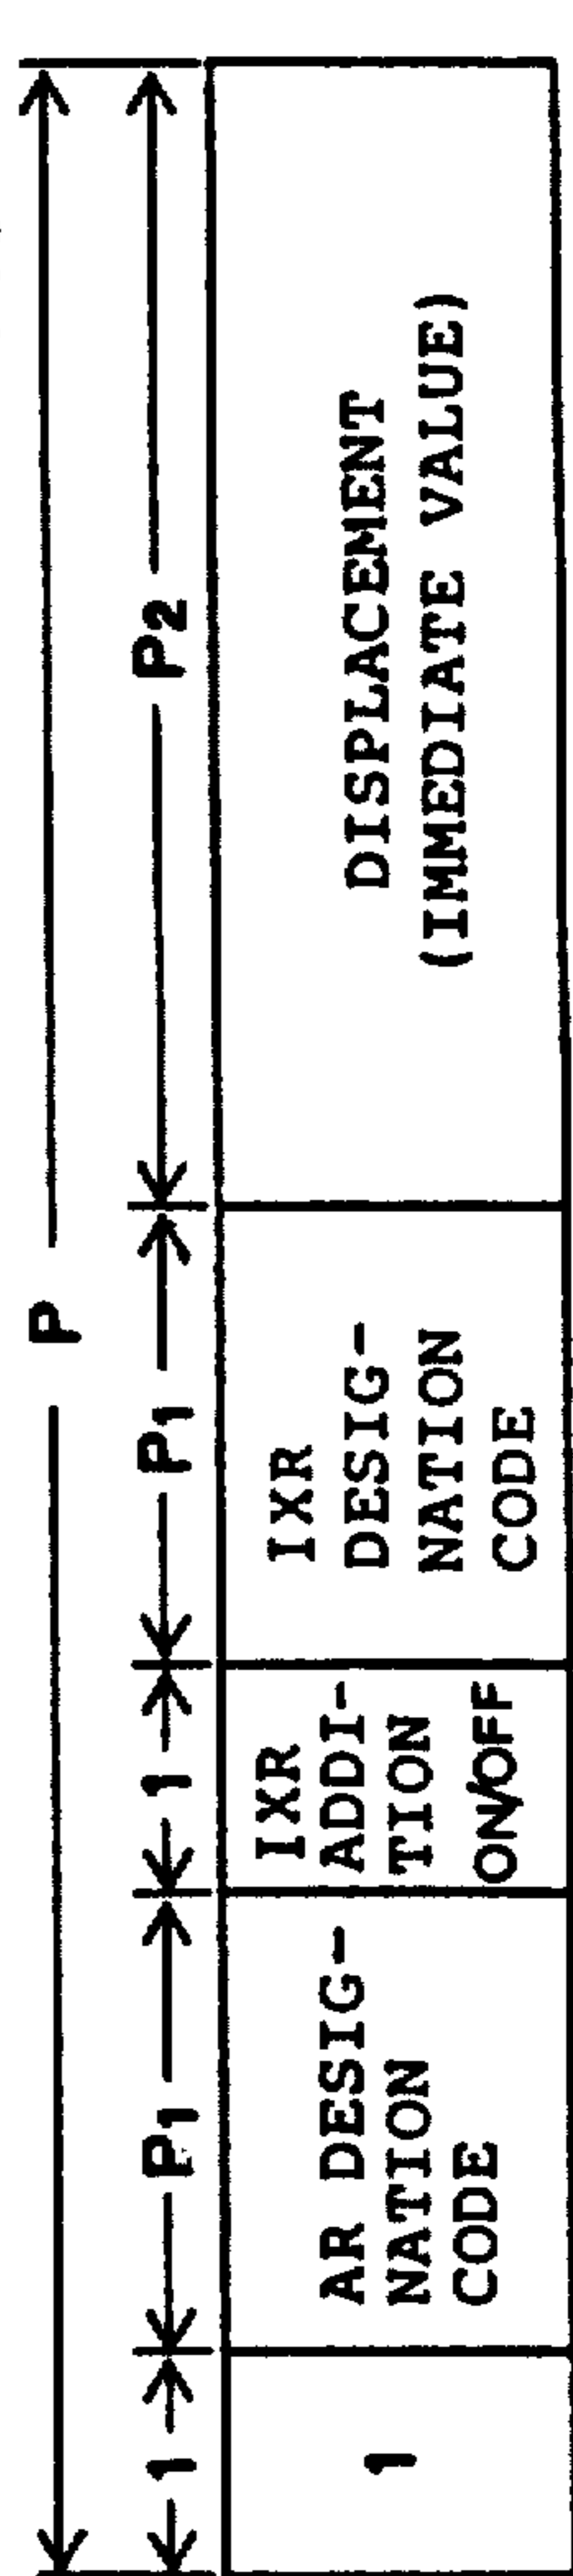 P
1
P1
1
P1
P2
1
AR DESIG-
NATION
CODE
IXR
ADDI-
TION
ON/OFF
IXR
DESIG-
NATION
CODE
DISPLACEMENT
(IMMEDIATE VALUE)